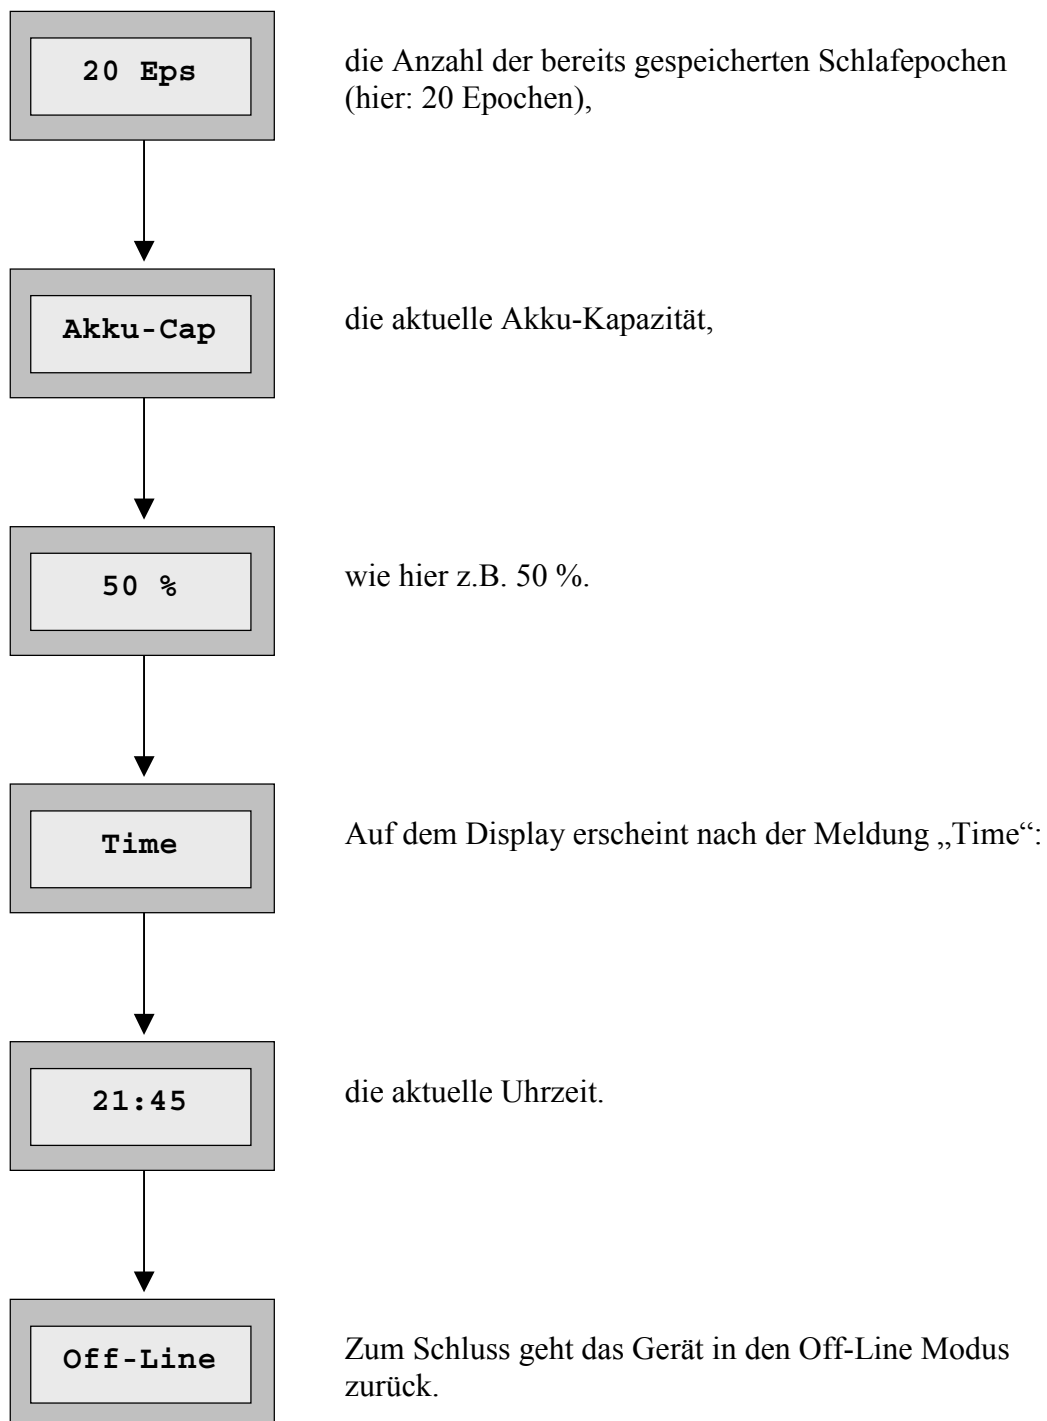 20 Eps
die Anzahl der bereits gespeicherten Schlafepochen
(hier: 20 Epochen),
Akku-Cap
die aktuelle Akku-Kapazität,
50 %
wie hier z.B. 50 %.
Time
Auf dem Display erscheint nach der Meldung „Time“:
21:45
die aktuelle Uhrzeit.
Off-Line
Zum Schluss geht das Gerät in den Off-Line Modus
zurück.